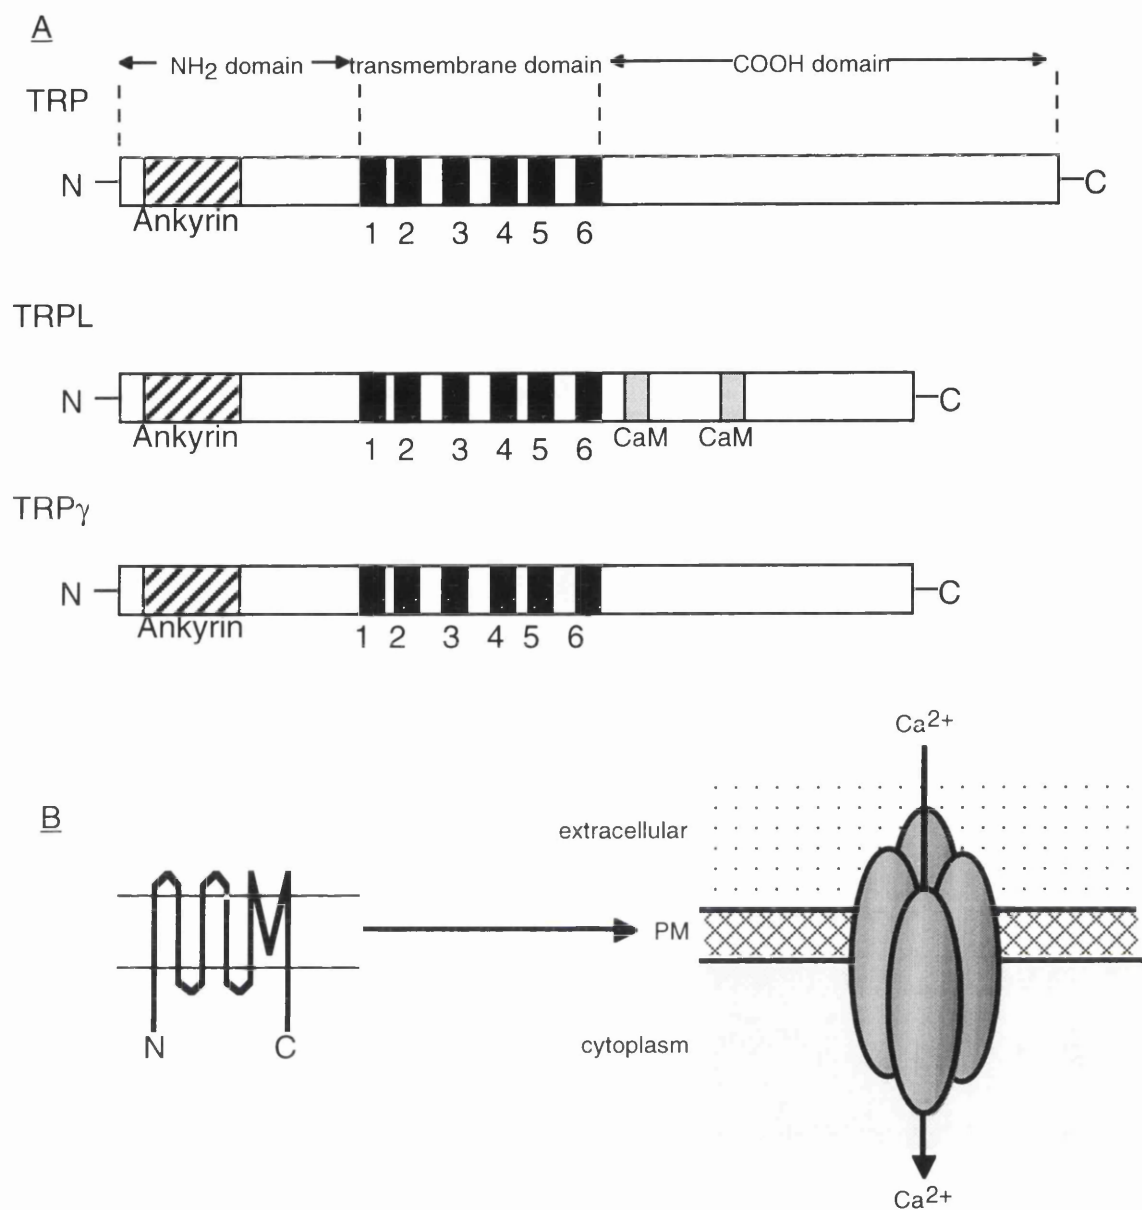 A
NH2 domain transmembrane domain COOH domain
TRP
N C
Ankyrin
1 2 3 4 5 6
TRPL
N C
Ankyrin CaM CaM
1 2 3 4 5 6
TRPγ
N C
Ankyrin
1 2 3 4 5 6
Ca2+
B
extracellular
PM
N C
cytoplasm
Ca2+